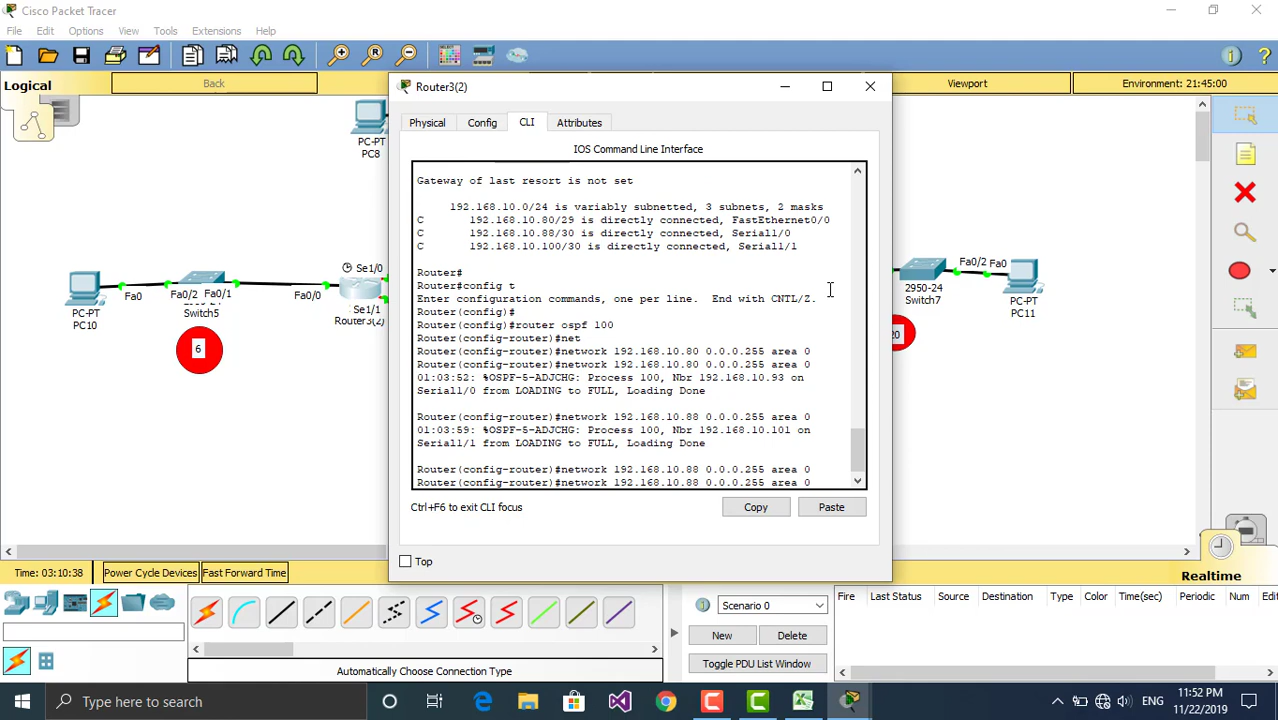 Cisco Packet Tracer
File Edit Options View Tools Extensions Help
Logical
Back
Viewport
Environment: 21:45:00
PC-PT
PC8
PC-PT
PC10
Fa0
Fa0/2 Fa0/1
Switch5
6
Fa0/0
Se1/0
Se1/1
Router3(2)
Router3(2)
Physical
Config
CLI
Attributes
IOS Command Line Interface
Gateway of last resort is not set
192.168.10.0/24 is variably subnetted, 3 subnets, 2 masks
C 192.168.10.80/29 is directly connected, FastEthernet0/0
C 192.168.10.88/30 is directly connected, Serial1/0
C 192.168.10.100/30 is directly connected, Serial1/1
Router#
Router#config t
Enter configuration commands, one per line. End with CNTL/Z.
Router(config)#
Router(config)#router ospf 100
Router(config-router)#net
Router(config-router)#network 192.168.10.80 0.0.0.255 area 0
Router(config-router)#network 192.168.10.80 0.0.0.255 area 0
01:03:52: %OSPF-5-ADJCHG: Process 100, Nbr 192.168.10.93 on
Serial1/0 from LOADING to FULL, Loading Done
Router(config-router)#network 192.168.10.88 0.0.0.255 area 0
01:03:59: %OSPF-5-ADJCHG: Process 100, Nbr 192.168.10.101 on
Serial1/1 from LOADING to FULL, Loading Done
Router(config-router)#network 192.168.10.88 0.0.0.255 area 0
Router(config-router)#network 192.168.10.88 0.0.0.255 area 0
Ctrl+F6 to exit CLI focus
Copy
Paste
Top
Fa0/2 Fa0
2950-24
Switch7
20
PC-PT
PC11
Time: 03:10:38
Power Cycle Devices
Fast Forward Time
Realtime
Automatically Choose Connection Type
Scenario 0
New
Delete
Toggle PDU List Window
Fire Last Status Source Destination Type Color Time(sec) Periodic Num Edit
Type here to search
ENG
11:52 PM
11/22/2019